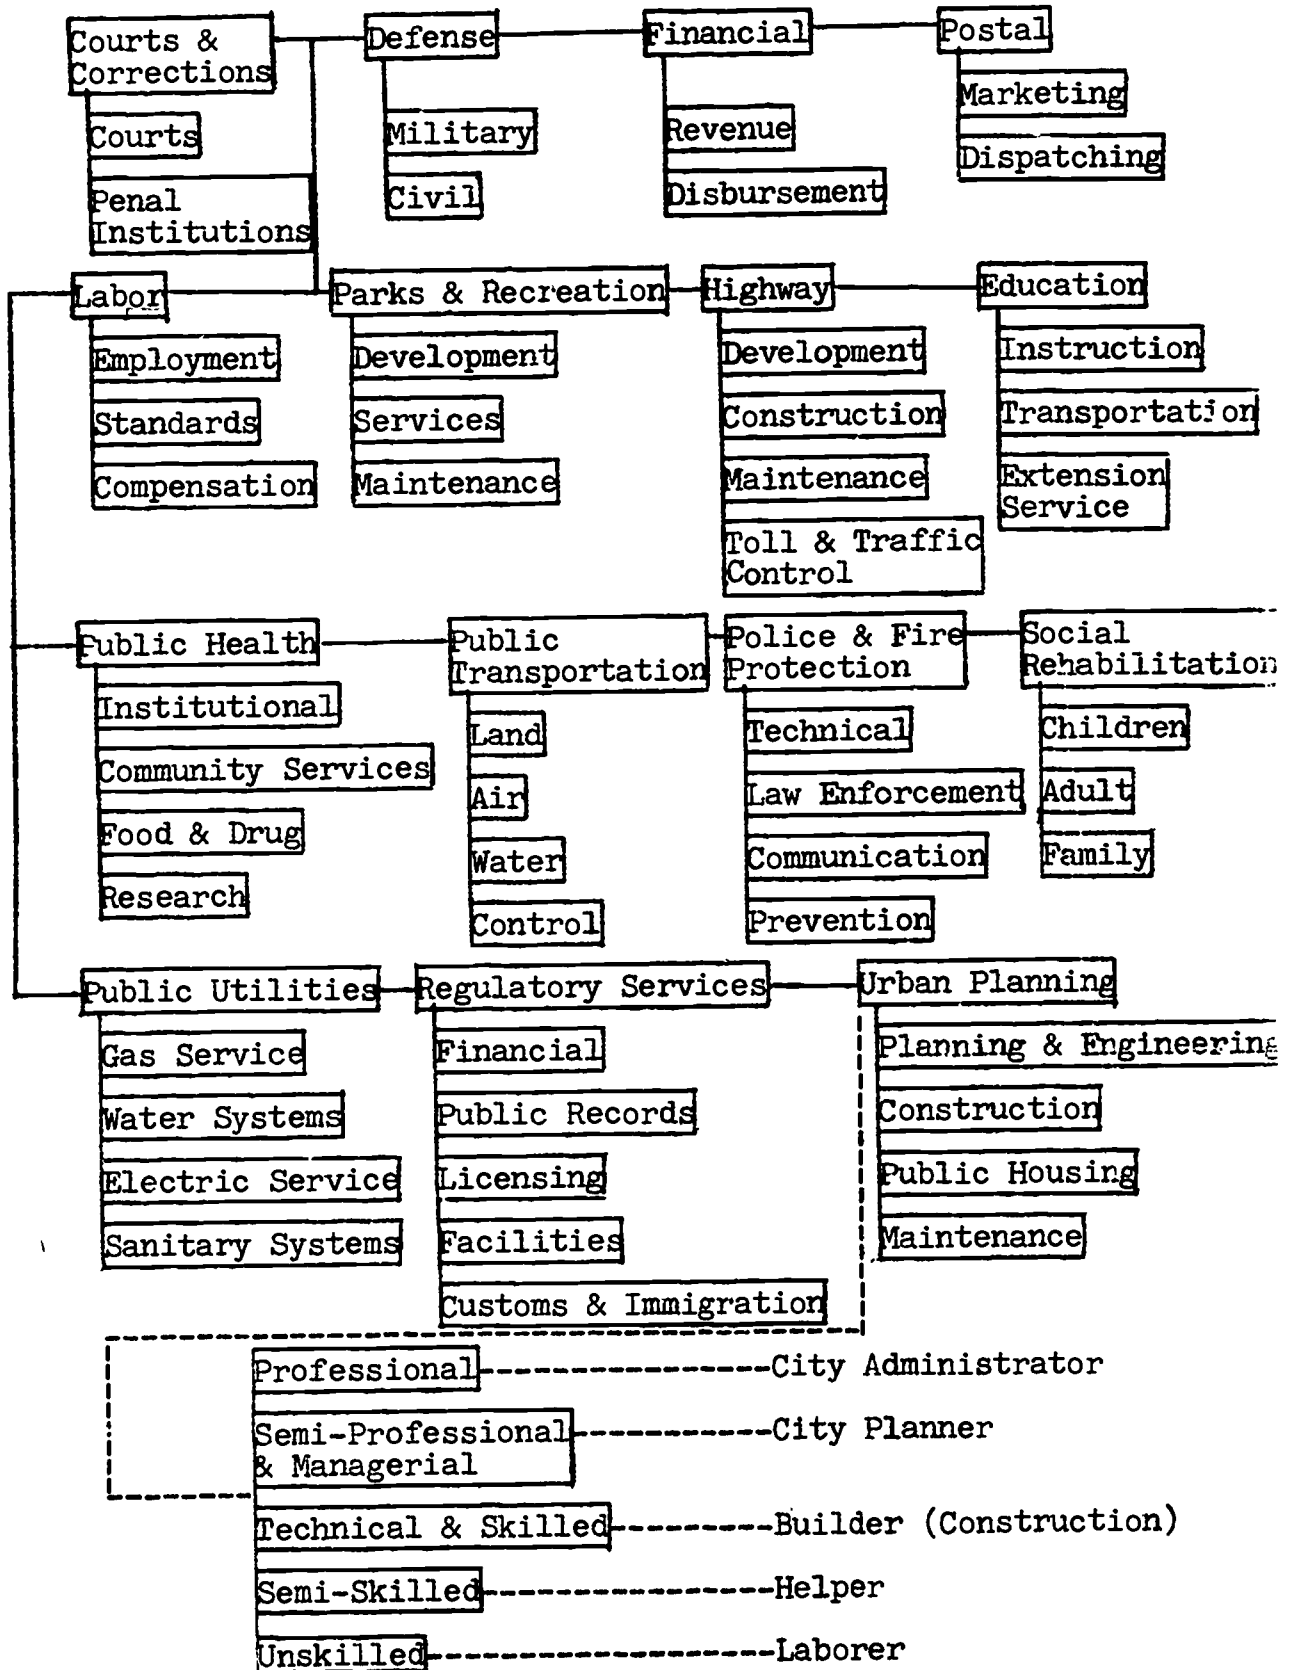 Courts &
Corrections
Courts
Penal
Institutions
Defense
Military
Civil
Financial
Revenue
Disbursement
Postal
Marketing
Dispatching
Labor
Employment
Standards
Compensation
Parks & Recreation
Development
Services
Maintenance
Highway
Development
Construction
Maintenance
Toll & Traffic
Control
Education
Instruction
Transportation
Extension
Service
Public Health
Institutional
Community Services
Food & Drug
Research
Public
Transportation
Land
Air
Water
Control
Police & Fire
Protection
Technical
Law Enforcement
Communication
Prevention
Social
Rehabilitation
Children
Adult
Family
Public Utilities
Gas Service
Water Systems
Electric Service
Sanitary Systems
Regulatory Services
Financial
Public Records
Licensing
Facilities
Customs & Immigration
Urban Planning
Planning & Engineering
Construction
Public Housing
Maintenance
Professional City Administrator
Semi-Professional City Planner
& Managerial
Technical & Skilled Builder (Construction)
Semi-Skilled Helper
Unskilled Laborer